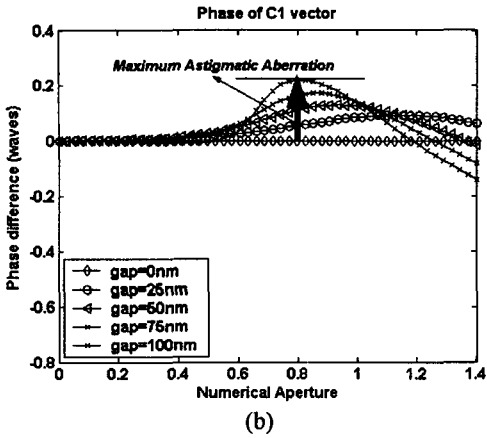 Phase of C1 vector
0.4
Maximum Astigmatic Aberration
0.2
0
-0.2
-0.4
-0.6
-0.8
Phase difference (waves)
gap=0nm
gap=25nm
gap=50nm
gap=75nm
gap=100nm
0 0.2 0.4 0.6 0.8 1 1.2 1.4
Numerical Aperture
(b)